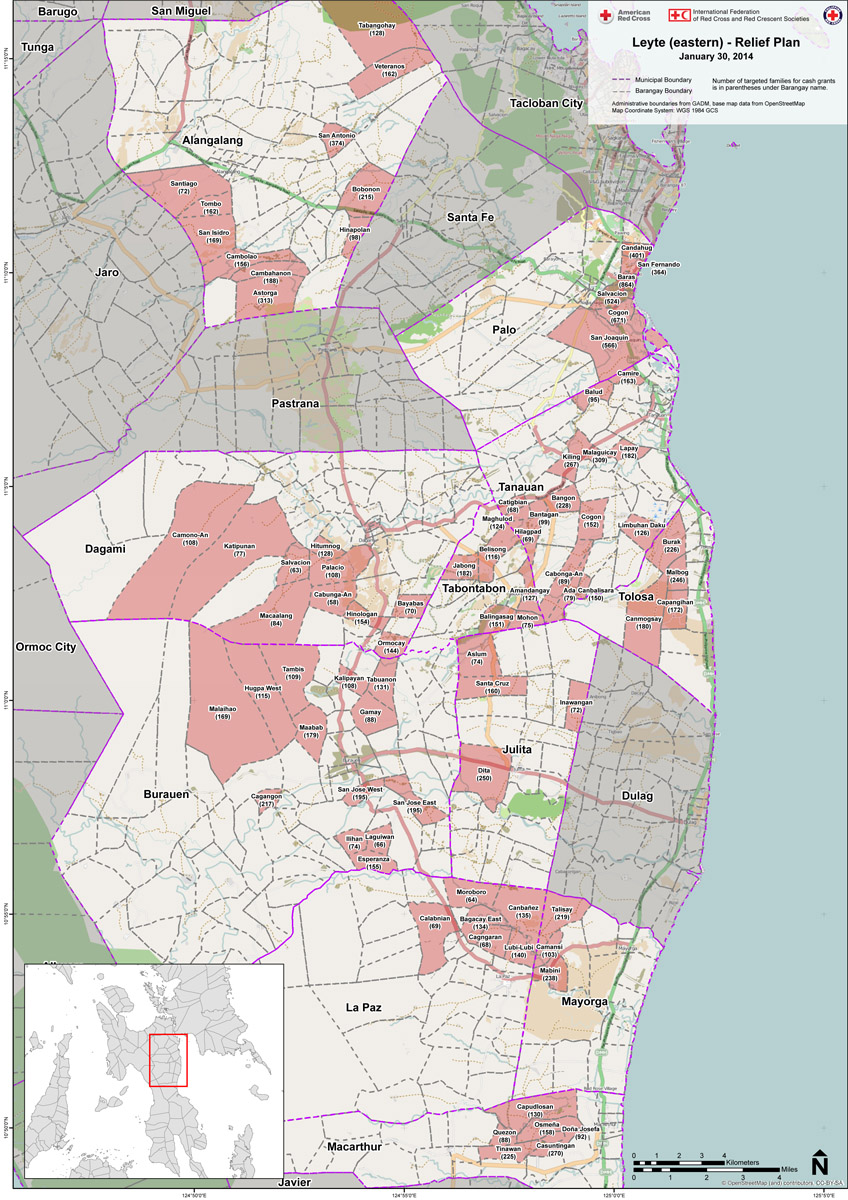 Barugo
San Miguel
Tunga
Tabangohay
(128)
Veteranos
(162)
American
Red Cross
International Federation
of Red Cross and Red Crescent Societies
Leyte (eastern) - Relief Plan
January 30, 2014
Municipal Boundary
Barangay Boundary
Number of targeted families for cash grants
is in parentheses under Barangay name.
Administrative boundaries from GADM, base map data from OpenStreetMap
Map Coordinate System: WGS 1984 GCS
Tacloban City
Alangalang
San Antonio
(374)
Santiago
(72)
Bobonon
(215)
Tombo
(162)
San Isidro
(169)
Hinapolan
(98)
Santa Fe
Cambolao
(156)
Cambahanon
(188)
Astorga
(313)
Jaro
Candahug
(401)
San Fernando
(364)
Baras
(864)
Salvacion
(524)
Cogon
(671)
Palo
San Joaquin
(566)
Camire
(163)
Balud
(95)
Pastrana
Kiling
(267)
Malaguicay
(309)
Lapay
(182)
Tanauan
Catigbian
(68)
Bangon
(228)
Maghulod
(124)
Bantagan
(99)
Cogon
(152)
Hilagpad
(69)
Limbuhan Daku
(126)
Burak
(226)
Camono-An
(108)
Katipunan
(77)
Dagami
Hitumnog
(128)
Salvacion
(63)
Palacio
(108)
Belisong
(116)
Jabong
(182)
Cabonga-An
(89)
Malbog
(246)
Tabontabon
Amandangay
(127)
Ada
(79)
Canbalisara
(150)
Tolosa
Capangihan
(172)
Cabunga-An
(58)
Bayabas
(70)
Macaalang
(84)
Hinologan
(154)
Balingasag
(151)
Mohon
(75)
Canmogsay
(180)
Ormoc City
Ormocay
(144)
Aslum
(74)
Tambis
(109)
Kalipayan
(108)
Tabuanon
(131)
Santa Cruz
(160)
Hugpa West
(115)
Malaihao
(169)
Gamay
(88)
Inawangan
(72)
Maabab
(179)
Julita
Dita
(250)
Burauen
Cagangon
(217)
San Jose West
(195)
San Jose East
(195)
Dulag
Ilihan
(74)
Laguiwan
(66)
Esperanza
(155)
Moroboro
(64)
Calabnian
(69)
Bagacay East
(134)
Canbañez
(135)
Talisay
(219)
Cagngaran
(68)
Lubi-Lubi
(140)
Camansi
(103)
Mabini
(238)
La Paz
Mayorga
Capudlosan
(130)
Osmeña
(158)
Quezon
(88)
Doña Josefa
(92)
Tinawan
(225)
Casuntingan
(270)
Macarthur
Javier
0 1 2 3 4
Kilometers
0 1 2 3 4
Miles
N
© OpenStreetMap (and) contributors, CC-BY-SA
11°15'0"N
11°10'0"N
11°5'0"N
11°0'0"N
10°55'0"N
10°50'0"N
124°50'0"E
124°55'0"E
125°0'0"E
125°5'0"E